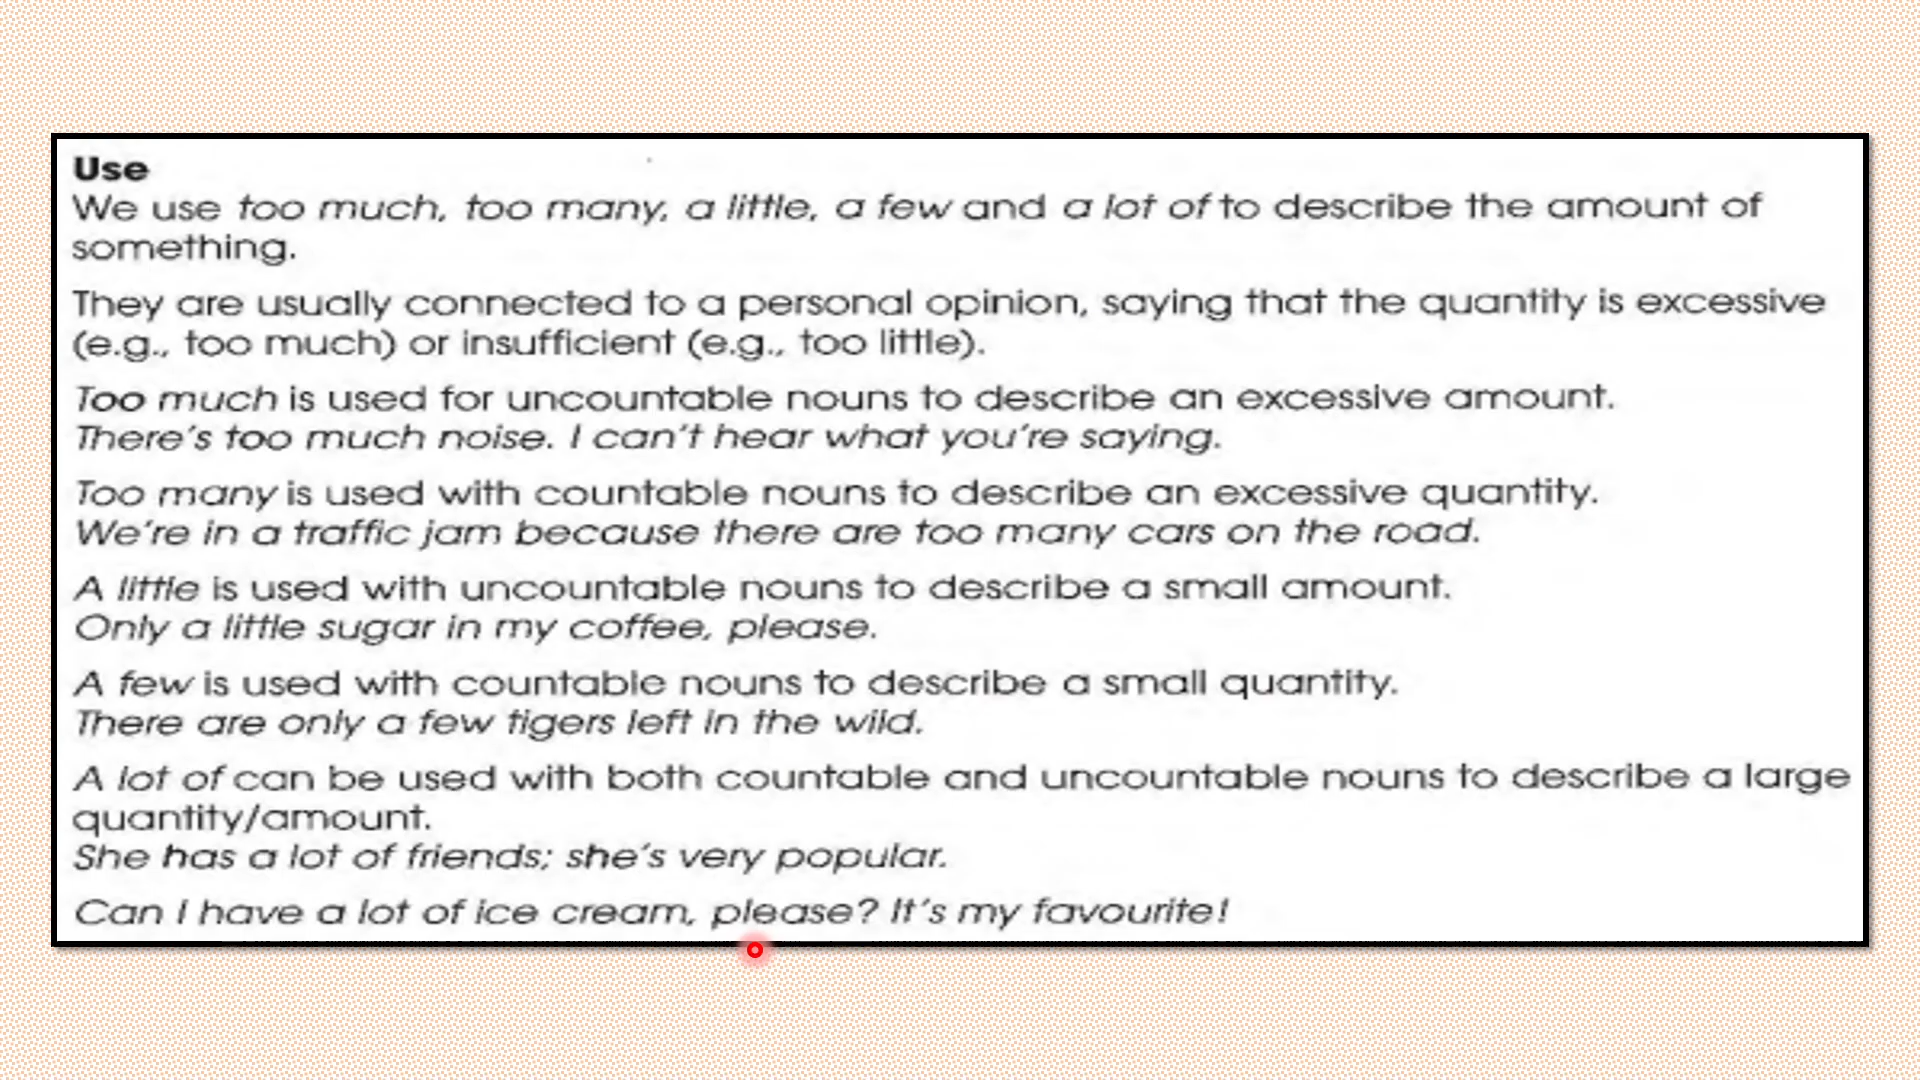 Use
We use too much, too many, a little, a few and a lot of to describe the amount of
something.
They are usually connected to a personal opinion, saying that the quantity is excessive
(e.g., too much) or insufficient (e.g., too little).
Too much is used for uncountable nouns to describe an excessive amount.
There's too much noise. I can't hear what you're saying.
Too many is used with countable nouns to describe an excessive quantity.
We're in a traffic jam because there are too many cars on the road.
A little is used with uncountable nouns to describe a small amount.
Only a little sugar in my coffee, please.
A few is used with countable nouns to describe a small quantity.
There are only a few tigers left in the wild.
A lot of can be used with both countable and uncountable nouns to describe a large
quantity/amount.
She has a lot of friends; she's very popular.
Can I have a lot of ice cream, please? It's my favourite!